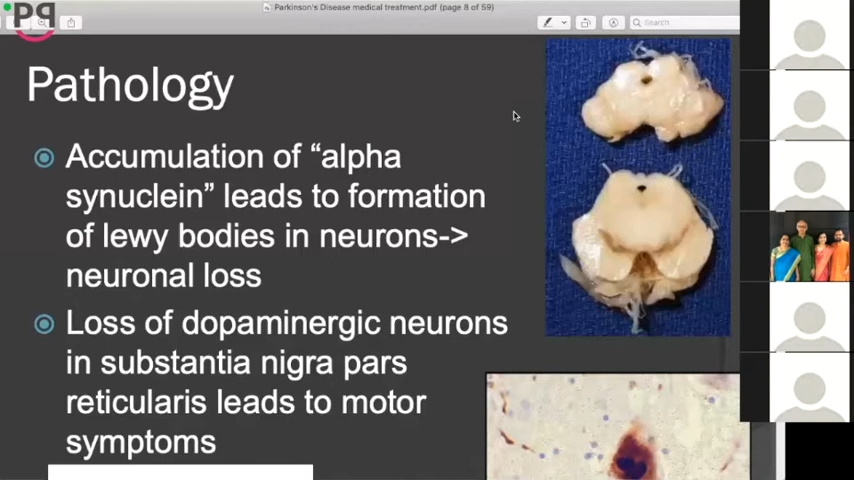 Parkinson's Disease medical treatment.pdf (page 8 of 59)
Search
Pathology
Accumulation of “alpha
synuclein” leads to formation
of lewy bodies in neurons->
neuronal loss
Loss of dopaminergic neurons
in substantia nigra pars
reticularis leads to motor
symptoms